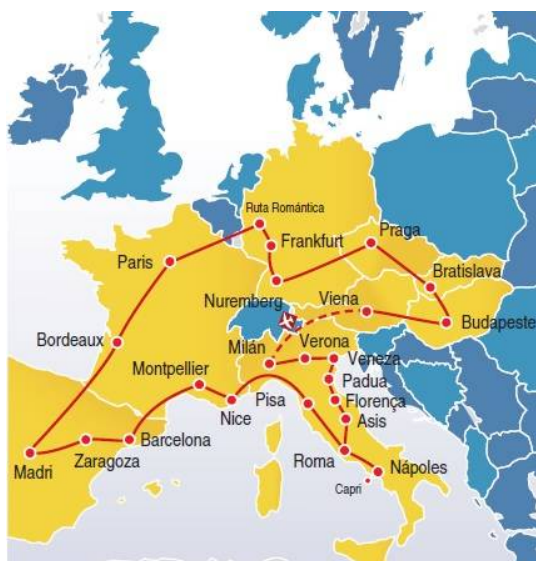 Ruta Romántica
Frankfurt
Praga
Paris
Bratislava
Nuremberg
Viena
Budapeste
Bordeaux
Verona
Milán
Veneza
Montpellier
Padua
Florença
Pisa
Nice
Asis
Barcelona
Zaragoza
Madri
Roma
Nápoles
Capri